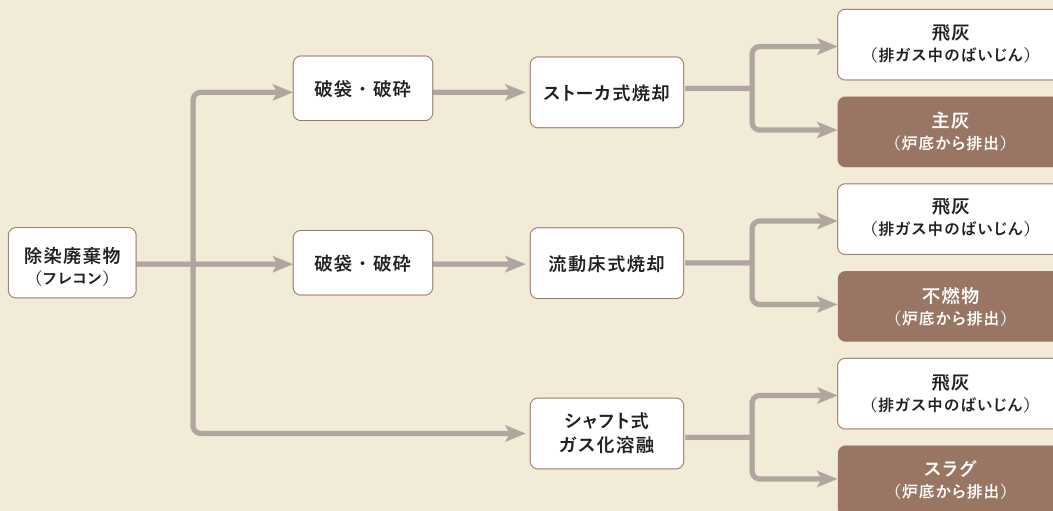 除染廃棄物
（フレコン）
破袋・破砕
ストーカ式焼却
飛灰
（排ガス中のばいじん）
主灰
（炉底から排出）
破袋・破砕
流動床式焼却
飛灰
（排ガス中のばいじん）
不燃物
（炉底から排出）
シャフト式
ガス化溶融
飛灰
（排ガス中のばいじん）
スラグ
（炉底から排出）